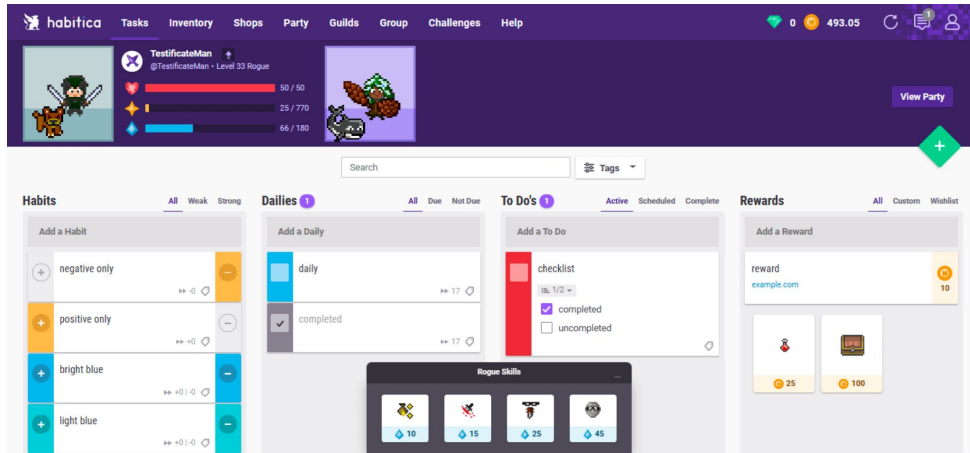 habitica Tasks Inventory Shops Party Guilds Group Challenges Help 0 493.05 1
TestificateMan
@TestificateMan • Level 33 Rogue
50 / 50
25 / 770
66 / 180
View Party
Search Tags
Habits All Weak Strong
Add a Habit
negative only
-0
positive only
+0
bright blue
+0 | -0
light blue
+0 | -0
Dailies 1 All Due Not Due
Add a Daily
daily
17
completed
17
To Do's 1 Active Scheduled Complete
Add a To Do
checklist
1/2
completed
uncompleted
Rewards All Custom Wishlist
Add a Reward
reward
example.com
10
25 100
Rogue Skills
10 15 25 45